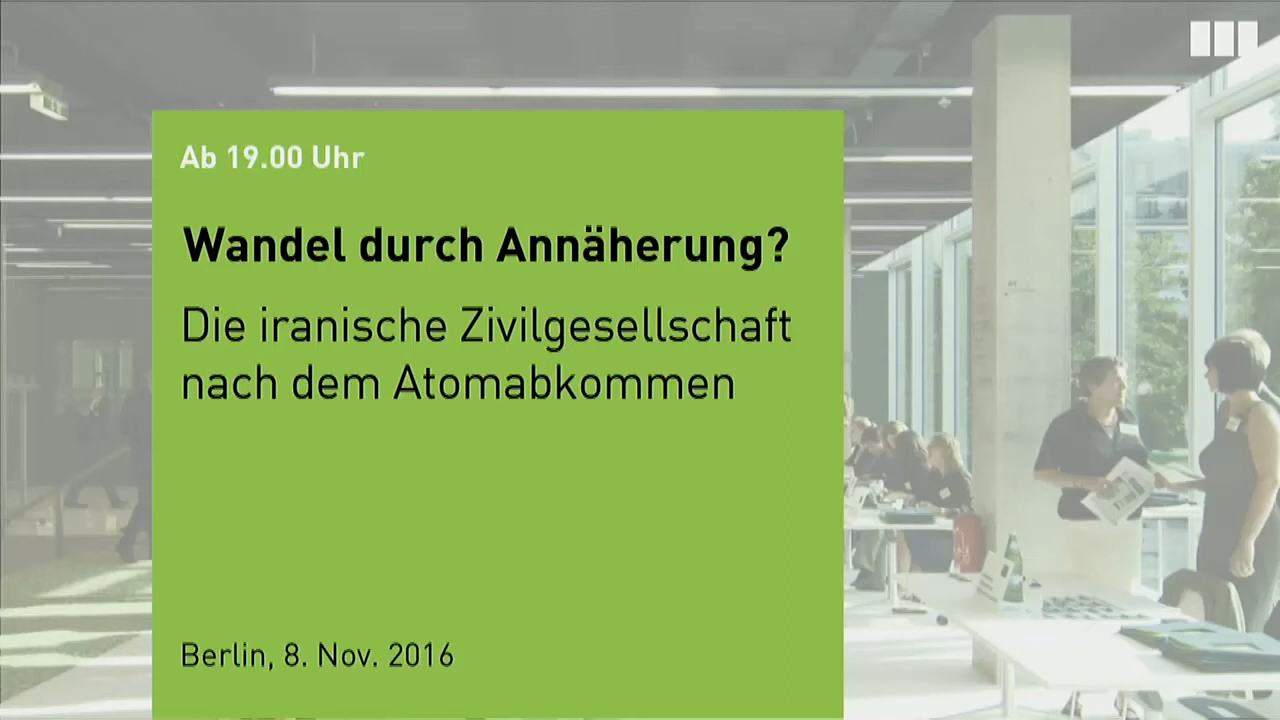 Ab 19.00 Uhr
Wandel durch Annäherung?
Die iranische Zivilgesellschaft
nach dem Atomabkommen
Berlin, 8. Nov. 2016